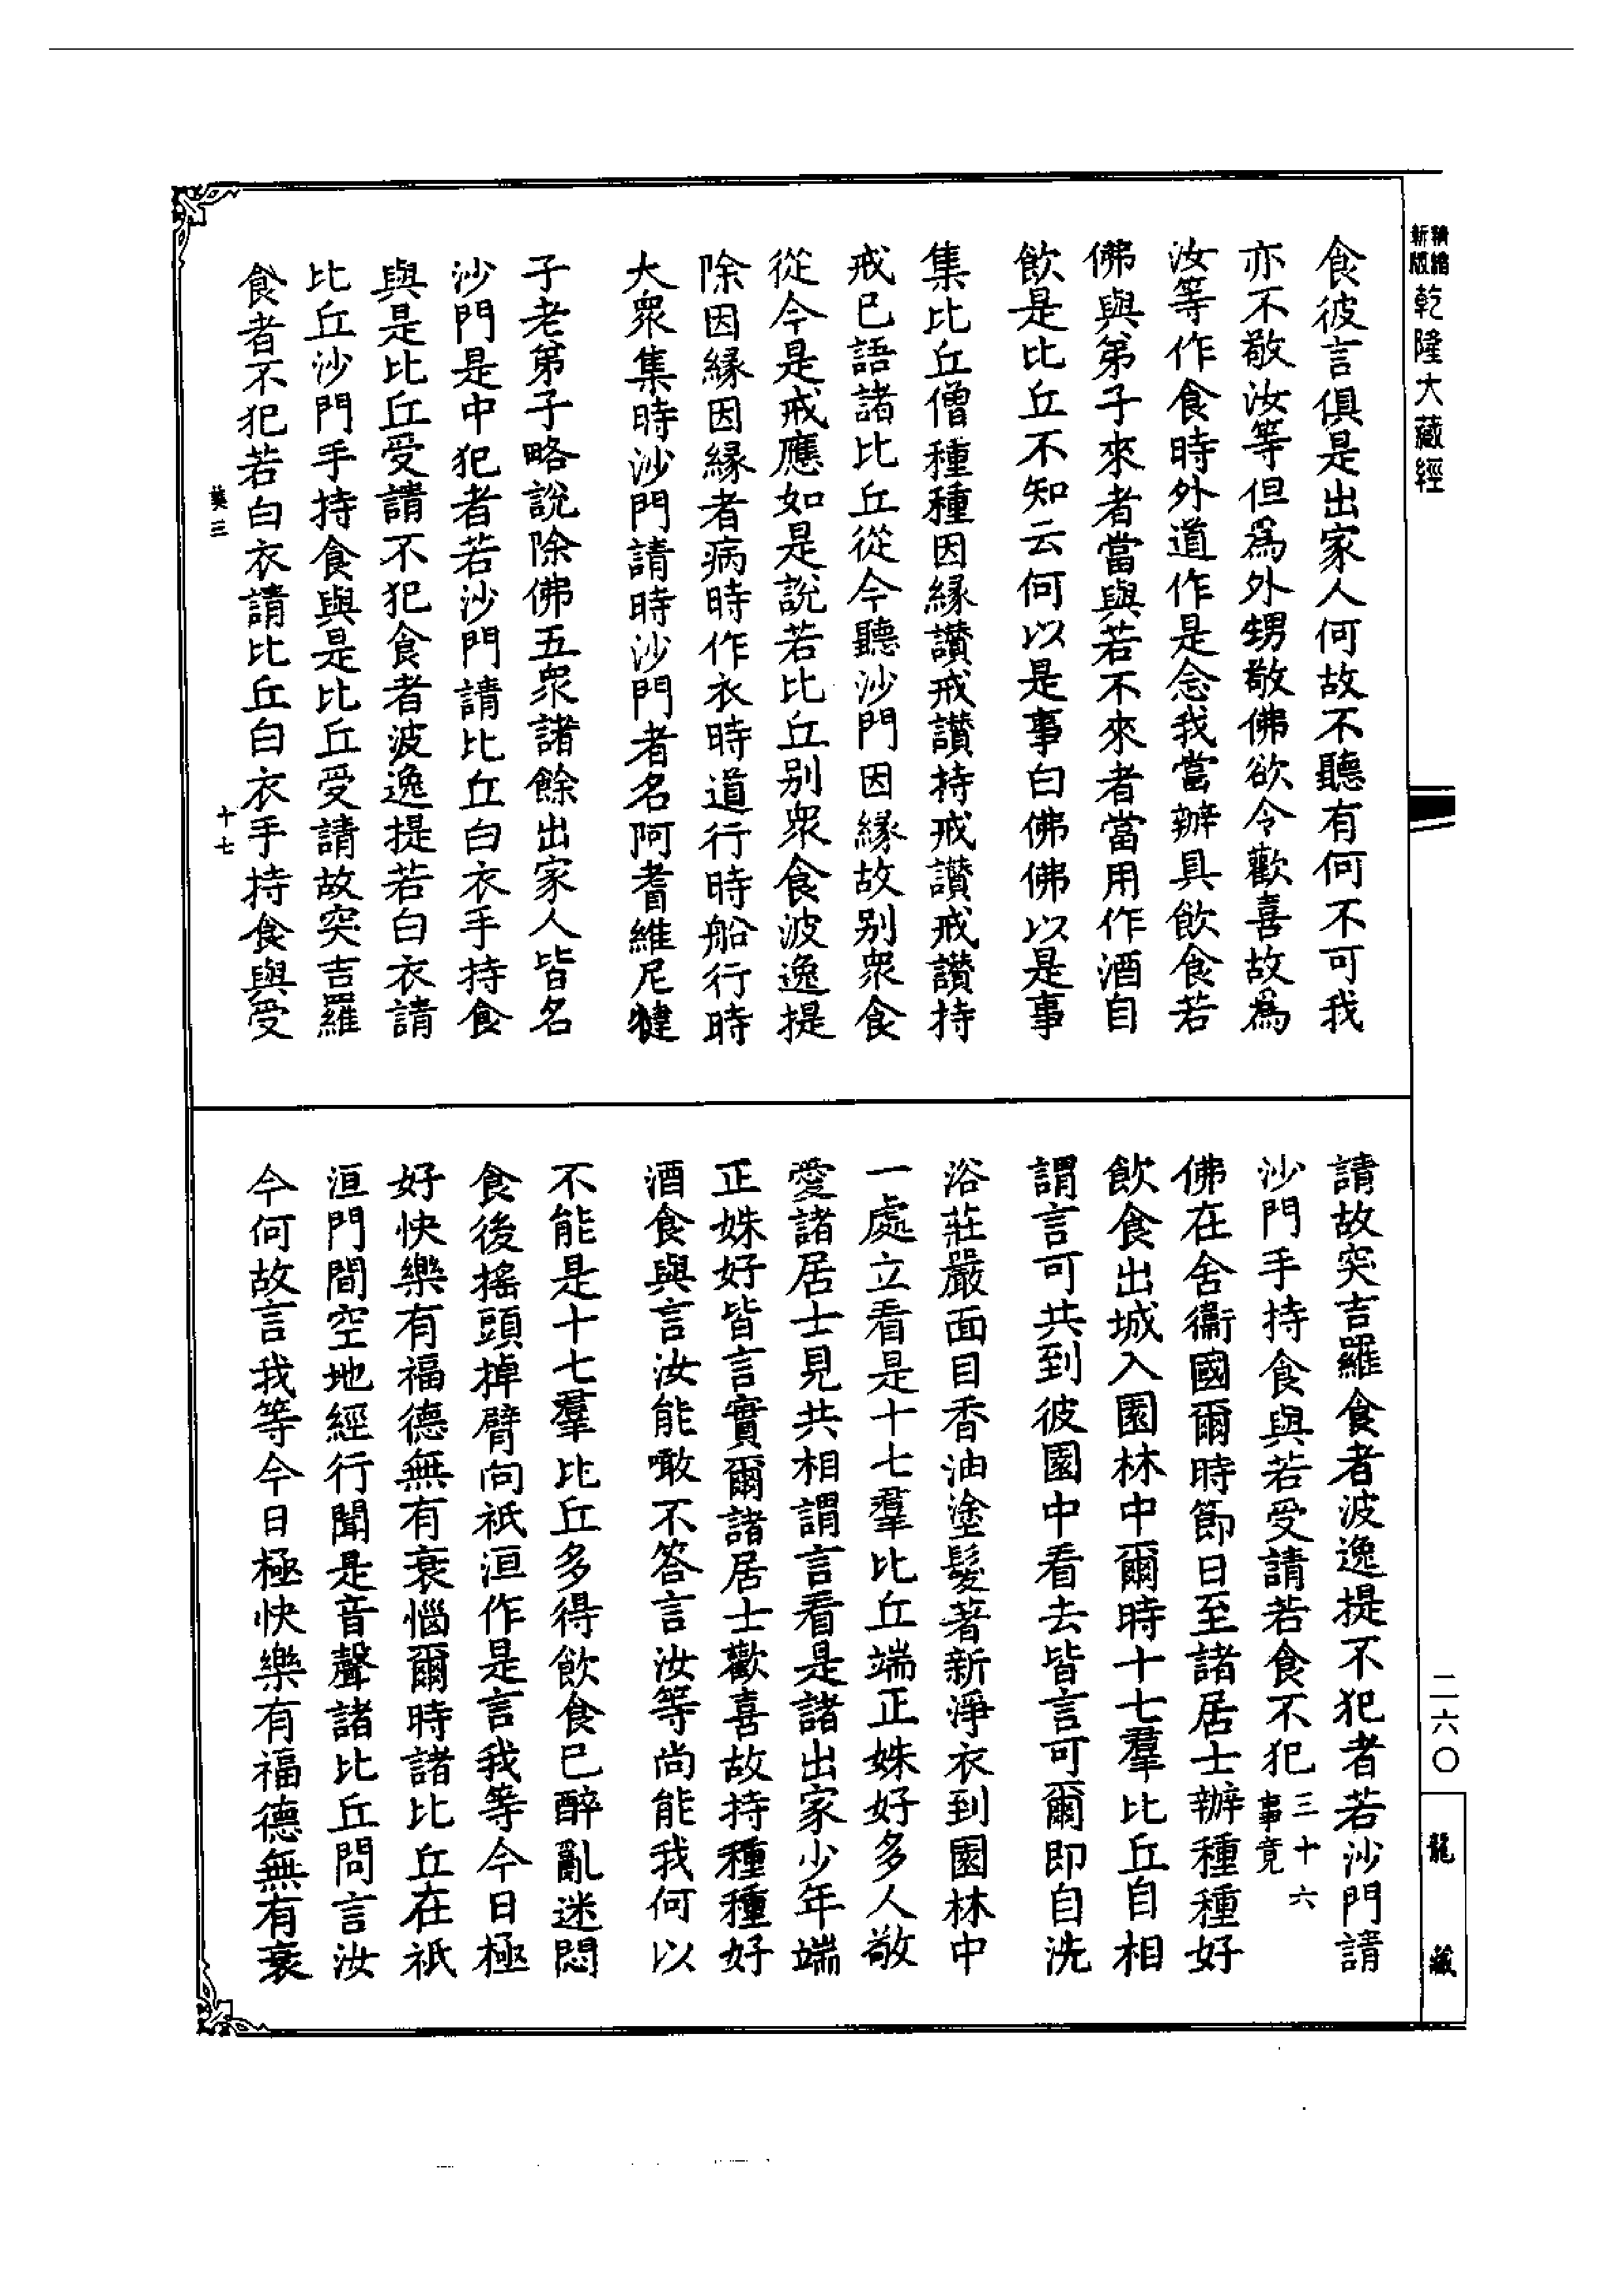 精縮新版乾隆大藏經
食彼言俱是出家人何故不聽有何不可我
亦不敬汝等但爲外甥敬佛欲令歡喜故爲
汝等作食時外道作是念我當辦具飲食若
佛與弟子來者當與若不來者當用作酒自
飲是比丘不知云何以是事白佛佛以是事
集比丘僧種種因緣讚戒讚持戒讚戒讚持
戒已語諸比丘從今聽沙門因緣故别衆食
從今是戒應如是說若比丘别衆食波逸提
除因緣因緣者病時作衣時道行時船行時
大衆集時沙門請時沙門者名阿耆維尼犍
子老弟子略說除佛五衆諸餘出家人皆名
沙門是中犯者若沙門請比丘白衣手持食
與是比丘受請不犯食者波逸提若白衣請
比丘沙門手持食與是比丘受請故突吉羅
食者不犯若白衣請比丘白衣手持食與受
三 十七
請故突吉羅食者波逸提不犯者若沙門請
沙門手持食與若受請若食不犯三十六事竟
佛在舍衞國爾時節日至諸居士辦種種好
飲食出城入園林中爾時十七羣比丘自相
謂言可共到彼園中看去皆言可爾即自洗
浴莊嚴面目香油塗髮著新淨衣到園林中
一處立看是十七羣比丘端正姝好多人敬
愛諸居士見共相謂言看是諸出家少年端
正姝好皆言實爾諸居士歡喜故持種種好
酒食與言汝能噉不答言汝等尚能我何以
不能是十七羣比丘多得飲食已醉亂迷悶
食後搖頭掉臂向祇洹作是言我等今日極
好快樂有福德無有衰惱爾時諸比丘在祇
洹門間空地經行聞是音聲諸比丘問言汝
今何故言我等今日極快樂有福德無有衰
二六〇
龍藏